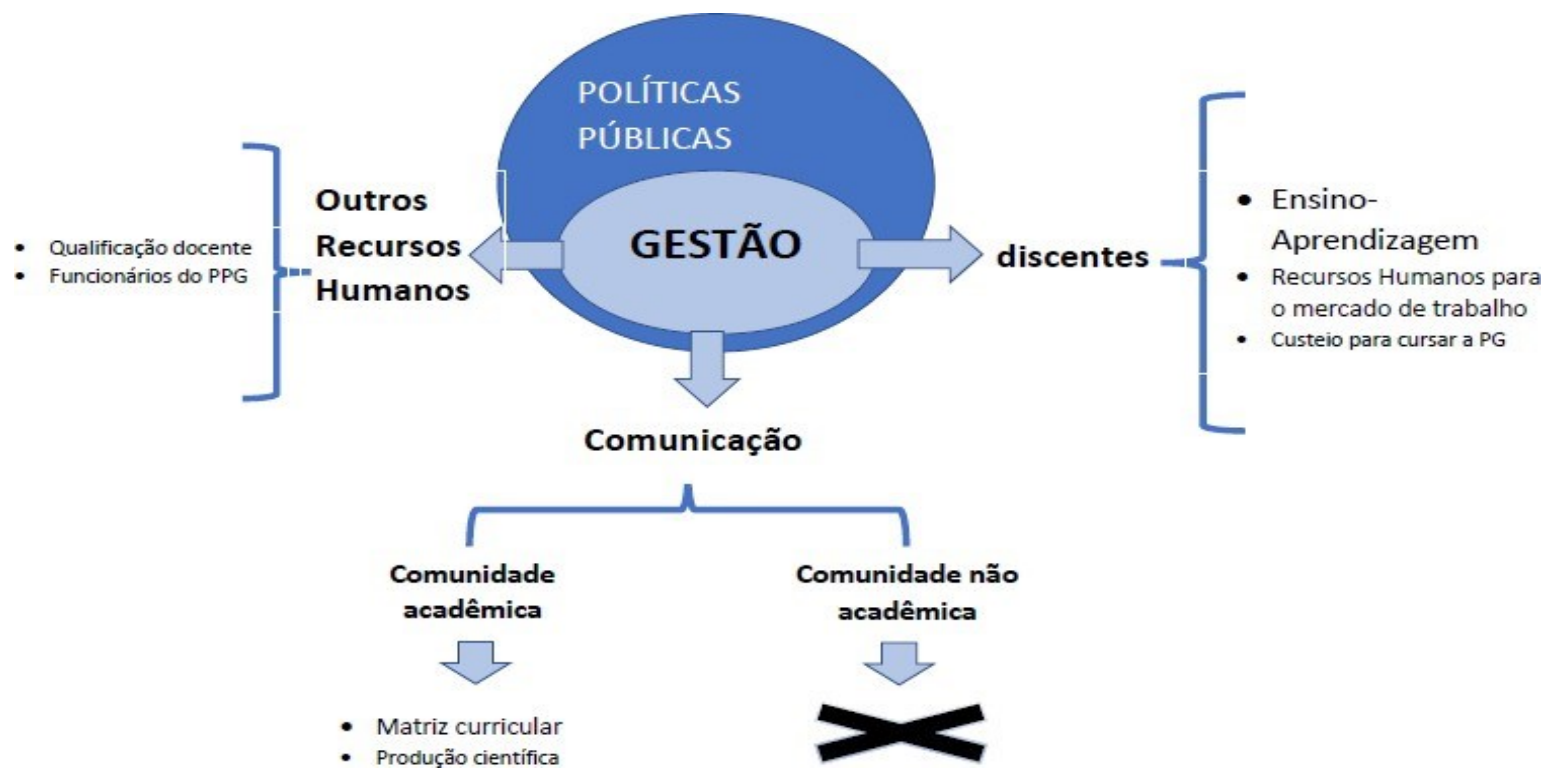 POLÍTICAS
PÚBLICAS
GESTÃO
Outros
Recursos
Humanos
• Qualificação docente
• Funcionários do PPG
discentes
• Ensino-
Aprendizagem
• Recursos Humanos para
o mercado de trabalho
• Custeio para cursar a PG
Comunicação
Comunidade
acadêmica
• Matriz curricular
• Produção científica
Comunidade não
acadêmica